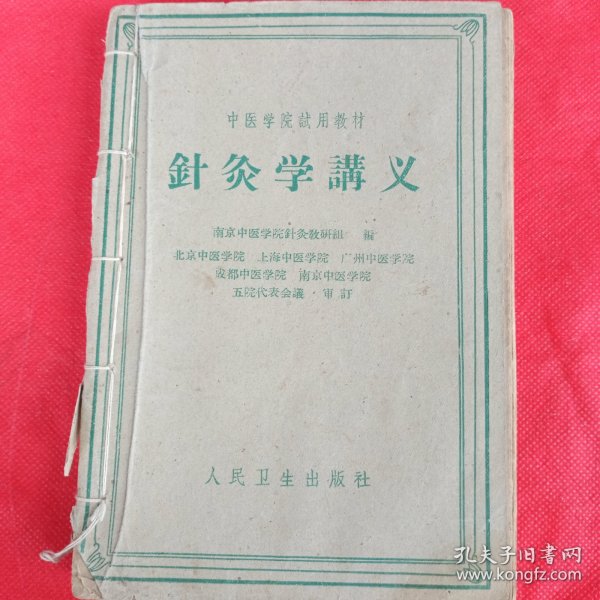 中医学院試用教材
針灸学講义
南京中医学院針灸教研組 編
北京中医学院 上海中医学院 广州中医学院
成都中医学院 南京中医学院
五院代表会議·审訂
人民卫生出版社
孔夫子旧書网
www.kongfz.com